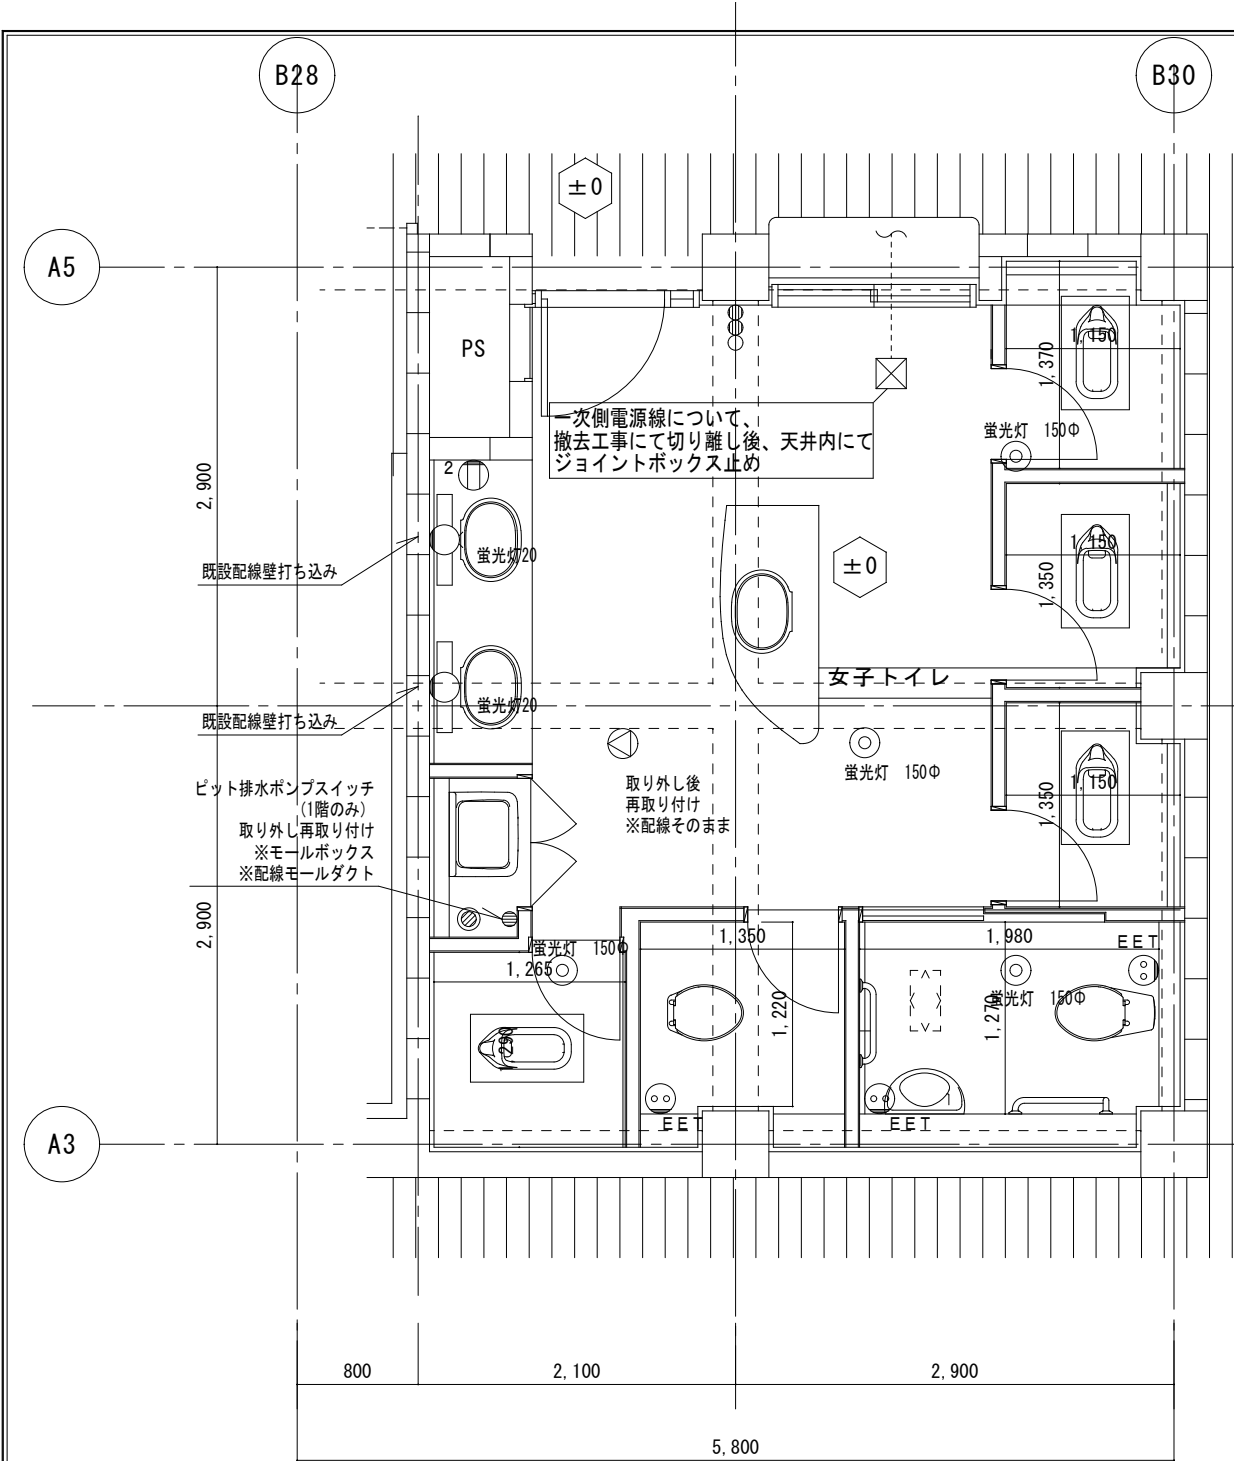 B28
B30
±0
A5
PS
1,150
1,370
一次側電源線について、
撤去工事にて切り離し後、天井内にて
ジョイントボックス止め
蛍光灯 150Φ
2
2,900
蛍光灯20
既設配線壁打ち込み
±0
1,150
1,350
女子トイレ
蛍光灯20
既設配線壁打ち込み
蛍光灯 150Φ
取り外し後
再取り付け
※配線そのまま
1,150
1,350
ピット排水ポンプスイッチ
(1階のみ)
取り外し再取り付け
※モールボックス
※配線モールダクト
2,900
蛍光灯 150Φ
1,265
1,350
1,980
EET
1,220
1,270
蛍光灯 150Φ
1,290
EET
EET
A3
800
2,100
2,900
5,800